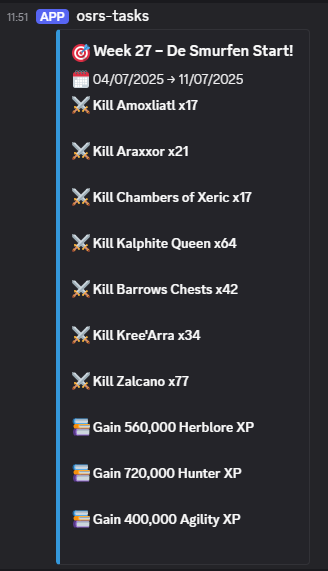 11:51 APP osrs-tasks
🎯 Week 27 – De Smurfen Start!
📅 04/07/2025 → 11/07/2025
⚔️ Kill Amoxliatl x17
⚔️ Kill Araxxor x21
⚔️ Kill Chambers of Xeric x17
⚔️ Kill Kalphite Queen x64
⚔️ Kill Barrows Chests x42
⚔️ Kill Kree'Arra x34
⚔️ Kill Zalcano x77
📚 Gain 560,000 Herblore XP
📚 Gain 720,000 Hunter XP
📚 Gain 400,000 Agility XP